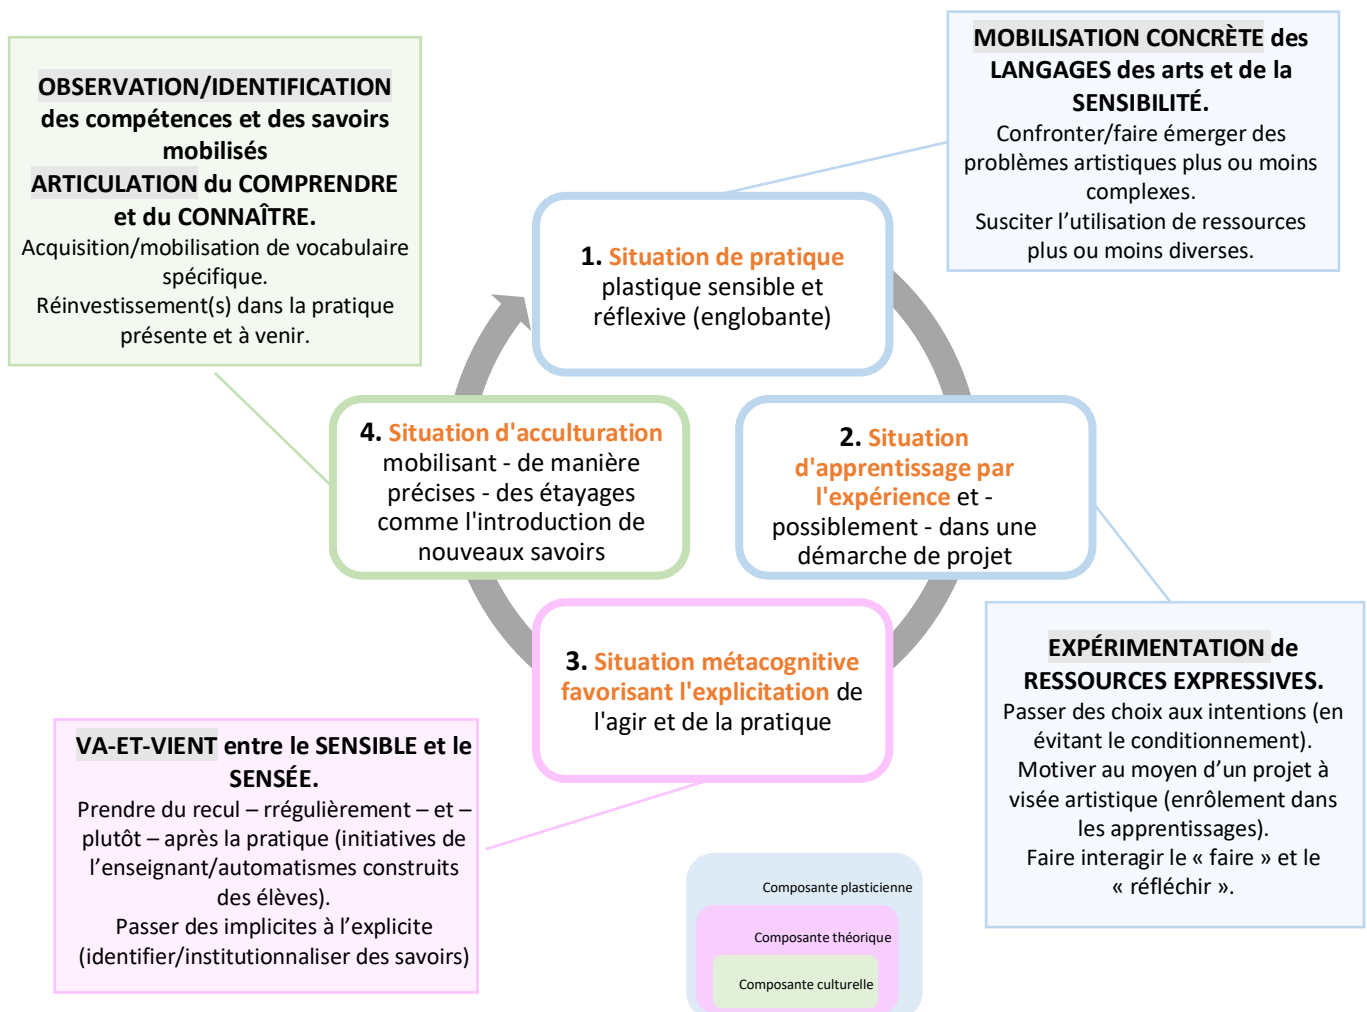 OBSERVATION/IDENTIFICATION
des compétences et des savoirs
mobilisés
ARTICULATION du COMPRENDRE
et du CONNAÎTRE.
Acquisition/mobilisation de vocabulaire
spécifique.
Réinvestissement(s) dans la pratique
présente et à venir.
MOBILISATION CONCRÈTE des
LANGAGES des arts et de la
SENSIBILITÉ.
Confronter/faire émerger des
problèmes artistiques plus ou moins
complexes.
Susciter l’utilisation de ressources
plus ou moins diverses.
1. Situation de pratique
plastique sensible et
réflexive (englobante)
4. Situation d'acculturation
mobilisant - de manière
précises - des étayages
comme l'introduction de
nouveaux savoirs
2. Situation
d'apprentissage par
l'expérience et -
possiblement - dans une
démarche de projet
3. Situation métacognitive
favorisant l'explicitation de
l'agir et de la pratique
EXPÉRIMENTATION de
RESSOURCES EXPRESSIVES.
Passer des choix aux intentions (en
évitant le conditionnement).
Motiver au moyen d’un projet à
visée artistique (enrôlement dans
les apprentissages).
Faire interagir le « faire » et le
« réfléchir ».
VA-ET-VIENT entre le SENSIBLE et le
SENSÉE.
Prendre du recul – rrégulièrement – et –
plutôt – après la pratique (initiatives de
l’enseignant/automatismes construits
des élèves).
Passer des implicites à l’explicite
(identifier/institutionnaliser des savoirs)
Composante plasticienne
Composante théorique
Composante culturelle